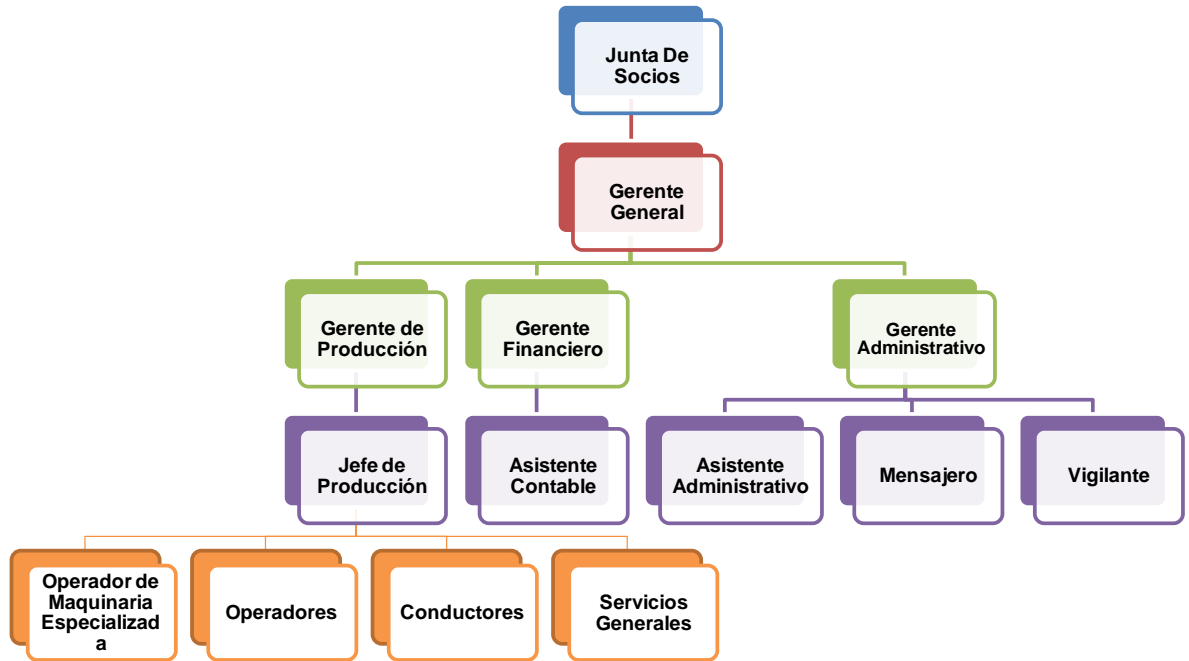 Junta De
Socios
Gerente
General
Gerente de
Producción
Gerente
Financiero
Gerente
Administrativo
Jefe de
Producción
Asistente
Contable
Asistente
Administrativo
Mensajero
Vigilante
Operador de
Maquinaria
Especializad
a
Operadores
Conductores
Servicios
Generales